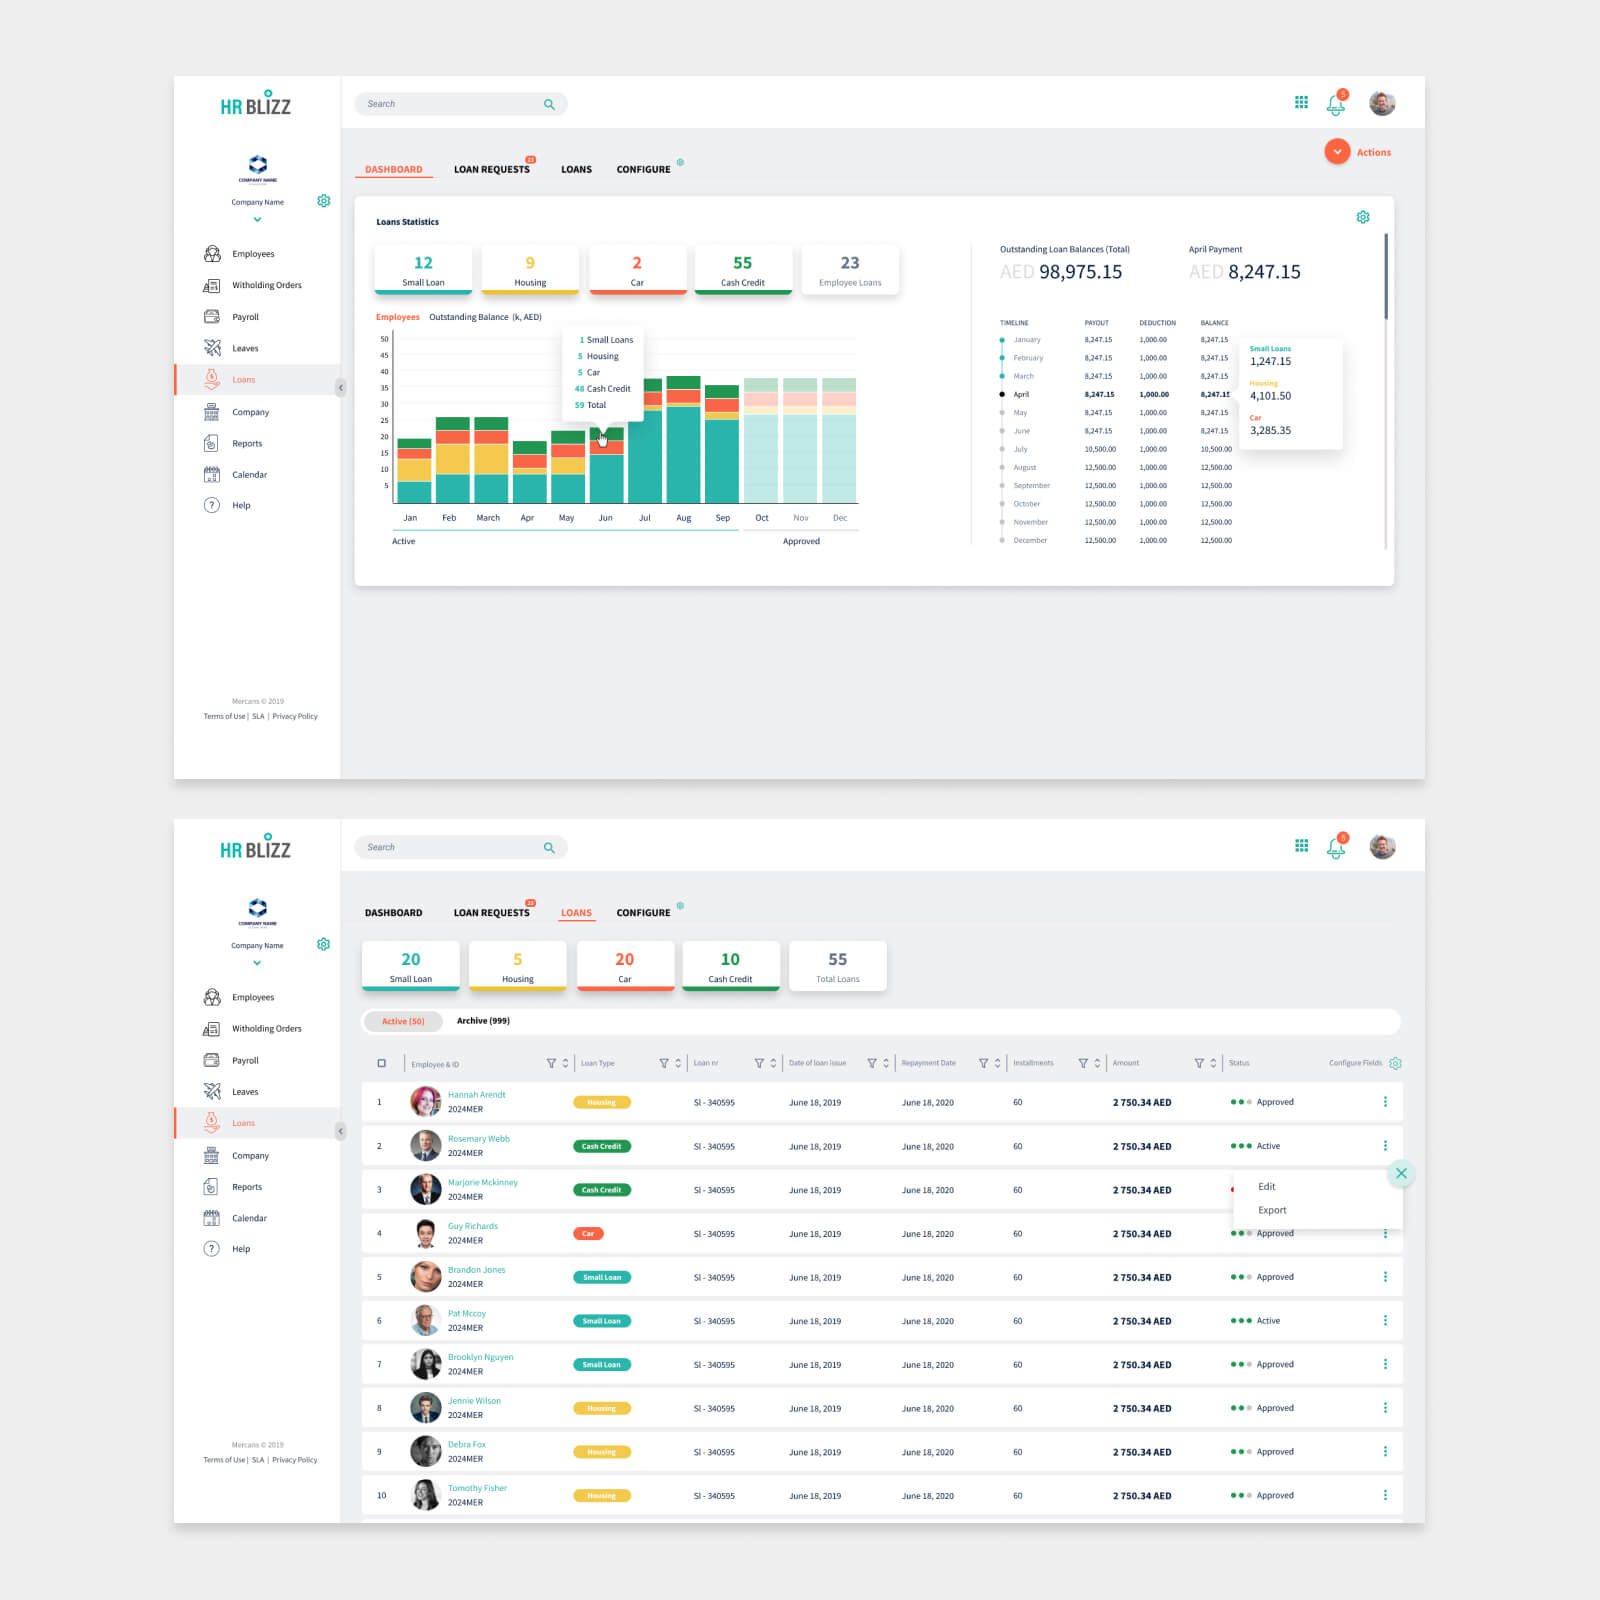 HR BLIZZ
Search
5
COMPANY NAME
Company Name
Employees
Witholding Orders
Payroll
Leaves
Loans
Company
Reports
Calendar
Help
Mercans © 2019
Terms of Use | SLA | Privacy Policy
DASHBOARD LOAN REQUESTS LOANS CONFIGURE
Actions
Loans Statistics
12 9 2 55 23
Small Loan Housing Car Cash Credit Employee Loans
Employees Outstanding Balance (k, AED)
50
45
40
35
30
25
20
15
10
5
1 Small Loans
5 Housing
5 Car
48 Cash Credit
59 Total
Jan Feb March Apr May Jun Jul Aug Sep Oct Nov Dec
Active Approved
Outstanding Loan Balances (Total) April Payment
AED 98,975.15 AED 8,247.15
TIMELINE PAYOUT DEDUCTION BALANCE
January 8,247.15 1,000.00 8,247.15
February 8,247.15 1,000.00 8,247.15
March 8,247.15 1,000.00 8,247.15
April 8,247.15 1,000.00 8,247.15
May 8,247.15 1,000.00 8,247.15
June 8,247.15 1,000.00 8,247.15
July 10,500.00 1,000.00 10,500.00
August 12,500.00 1,000.00 12,500.00
September 12,500.00 1,000.00 12,500.00
October 12,500.00 1,000.00 12,500.00
November 12,500.00 1,000.00 12,500.00
December 12,500.00 1,000.00 12,500.00
Small Loans
1,247.15
Housing
4,101.50
Car
3,285.35
HR BLIZZ
Search
5
COMPANY NAME
Company Name
Employees
Witholding Orders
Payroll
Leaves
Loans
Company
Reports
Calendar
Help
Mercans © 2019
Terms of Use | SLA | Privacy Policy
DASHBOARD LOAN REQUESTS LOANS CONFIGURE
20 5 20 10 55
Small Loan Housing Car Cash Credit Total Loans
Active (50) Archive (999)
Employee & ID Loan Type Loan nr Date of loan issue Repayment Date Installments Amount Status Configure Fields
1 Hannah Arendt 2024MER Housing SI - 340595 June 18, 2019 June 18, 2020 60 2 750.34 AED Approved
2 Rosemary Webb 2024MER Cash Credit SI - 340595 June 18, 2019 June 18, 2020 60 2 750.34 AED Active
3 Marjorie Mckinney 2024MER Cash Credit SI - 340595 June 18, 2019 June 18, 2020 60 2 750.34 AED
Edit
Export
4 Guy Richards 2024MER Car SI - 340595 June 18, 2019 June 18, 2020 60 2 750.34 AED Approved
5 Brandon Jones 2024MER Small Loan SI - 340595 June 18, 2019 June 18, 2020 60 2 750.34 AED Approved
6 Pat Mccoy 2024MER Small Loan SI - 340595 June 18, 2019 June 18, 2020 60 2 750.34 AED Active
7 Brooklyn Nguyen 2024MER Small Loan SI - 340595 June 18, 2019 June 18, 2020 60 2 750.34 AED Approved
8 Jennie Wilson 2024MER Housing SI - 340595 June 18, 2019 June 18, 2020 60 2 750.34 AED Approved
9 Debra Fox 2024MER Housing SI - 340595 June 18, 2019 June 18, 2020 60 2 750.34 AED Approved
10 Tomothy Fisher 2024MER Housing SI - 340595 June 18, 2019 June 18, 2020 60 2 750.34 AED Approved